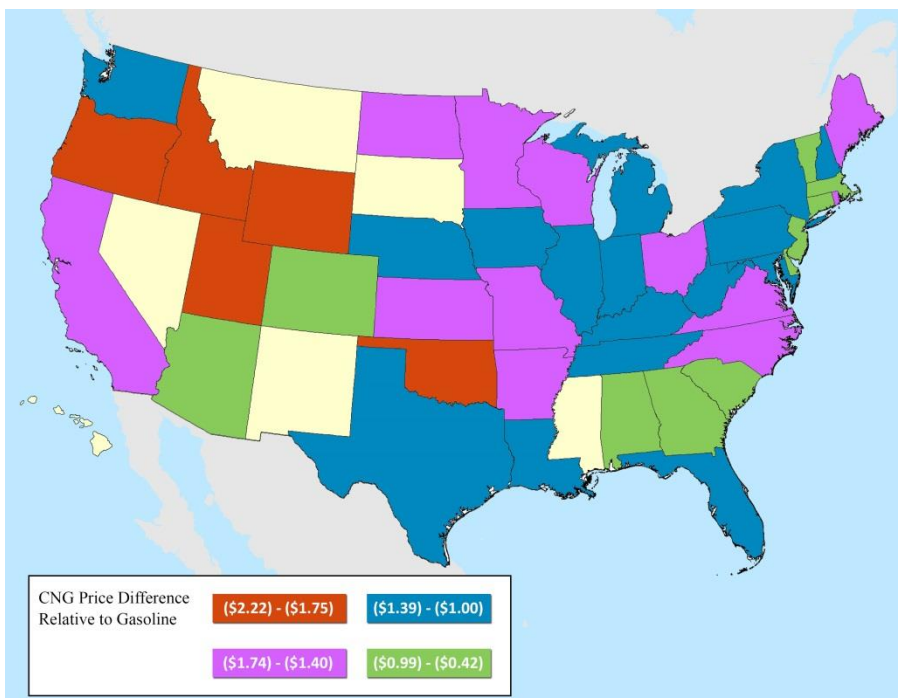 CNG Price Difference
Relative to Gasoline
($2.22) - ($1.75)
($1.39) - ($1.00)
($1.74) - ($1.40)
($0.99) - ($0.42)